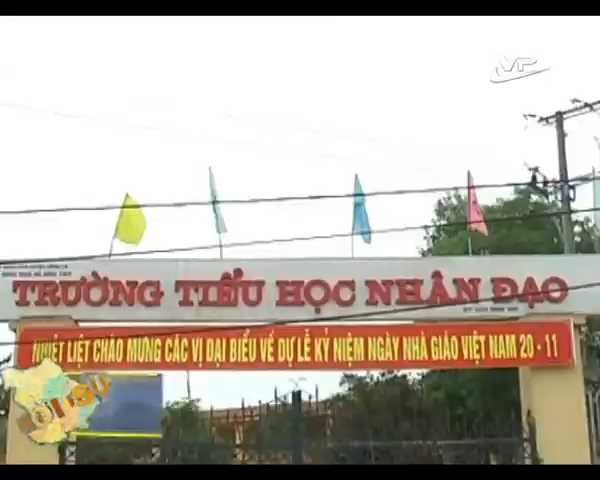 VP
TRƯỜNG TIỂU HỌC NHÂN ĐẠO
NHIỆT LIỆT CHÀO MỪNG CÁC VỊ ĐẠI BIỂU VỀ DỰ LỄ KỶ NIỆM NGÀY NHÀ GIÁO VIỆT NAM 20 - 11